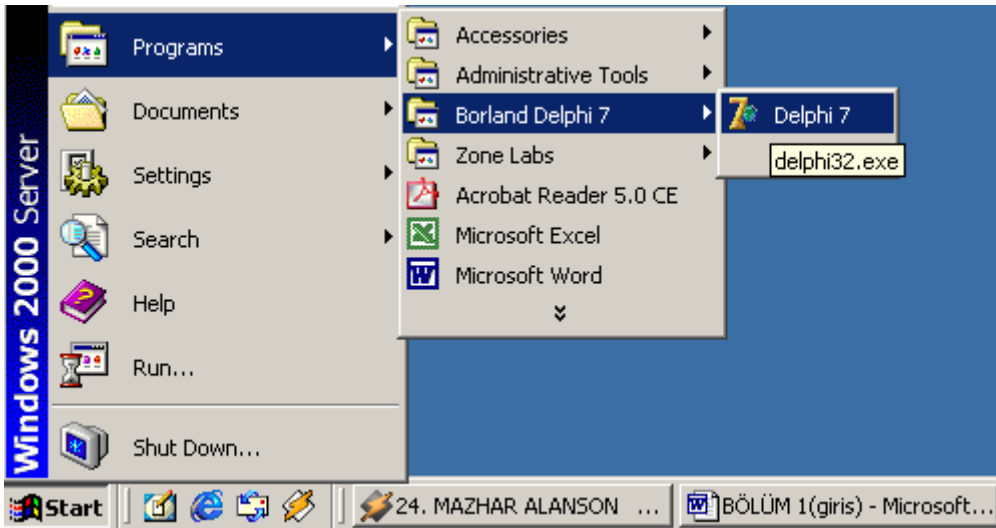 Windows 2000 Server
Programs
Documents
Settings
Search
Help
Run...
Shut Down...
Accessories
Administrative Tools
Borland Delphi 7
Zone Labs
Acrobat Reader 5.0 CE
Microsoft Excel
Microsoft Word
Delphi 7
delphi32.exe
Start
24. MAZHAR ALANSON ...
BÖLÜM 1(giris) - Microsoft...